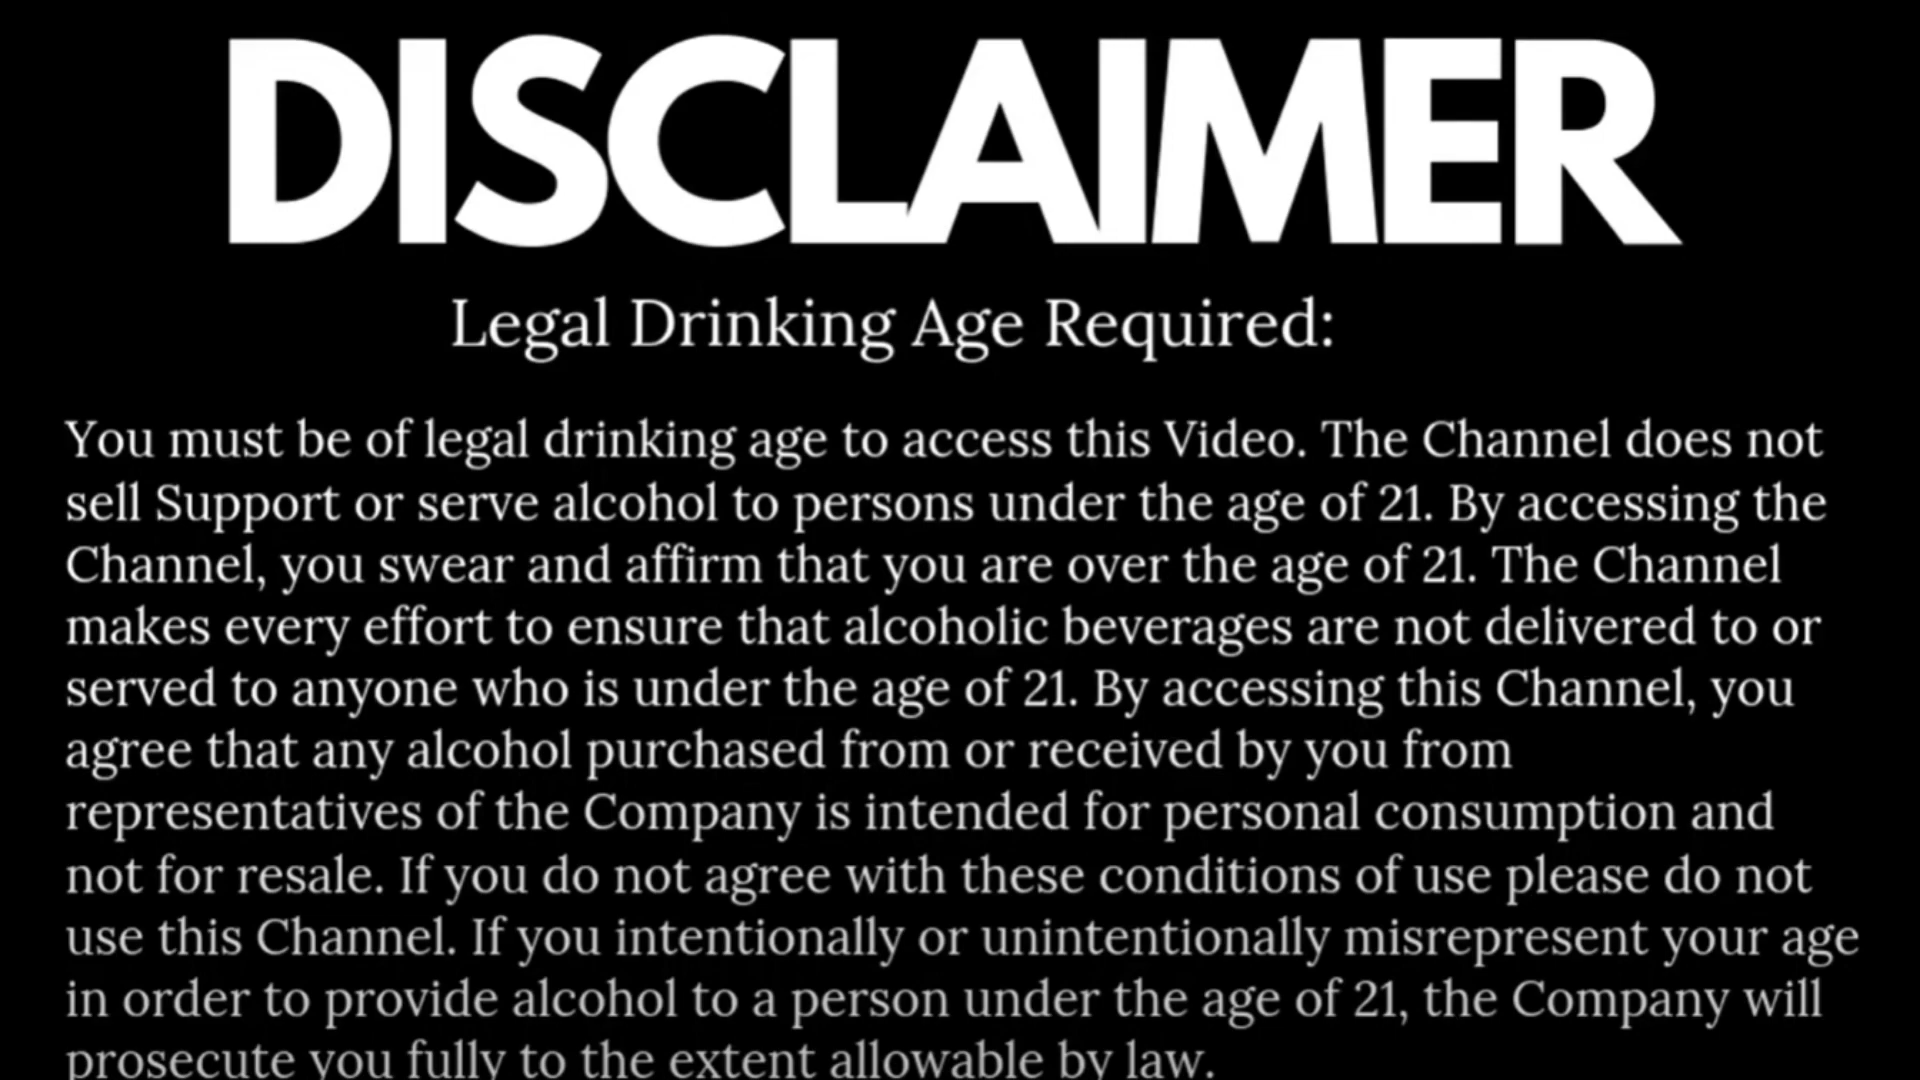 DISCLAIMER
Legal Drinking Age Required:
You must be of legal drinking age to access this Video. The Channel does not
sell Support or serve alcohol to persons under the age of 21. By accessing the
Channel, you swear and affirm that you are over the age of 21. The Channel
makes every effort to ensure that alcoholic beverages are not delivered to or
served to anyone who is under the age of 21. By accessing this Channel, you
agree that any alcohol purchased from or received by you from
representatives of the Company is intended for personal consumption and
not for resale. If you do not agree with these conditions of use please do not
use this Channel. If you intentionally or unintentionally misrepresent your age
in order to provide alcohol to a person under the age of 21, the Company will
prosecute you fully to the extent allowable by law.